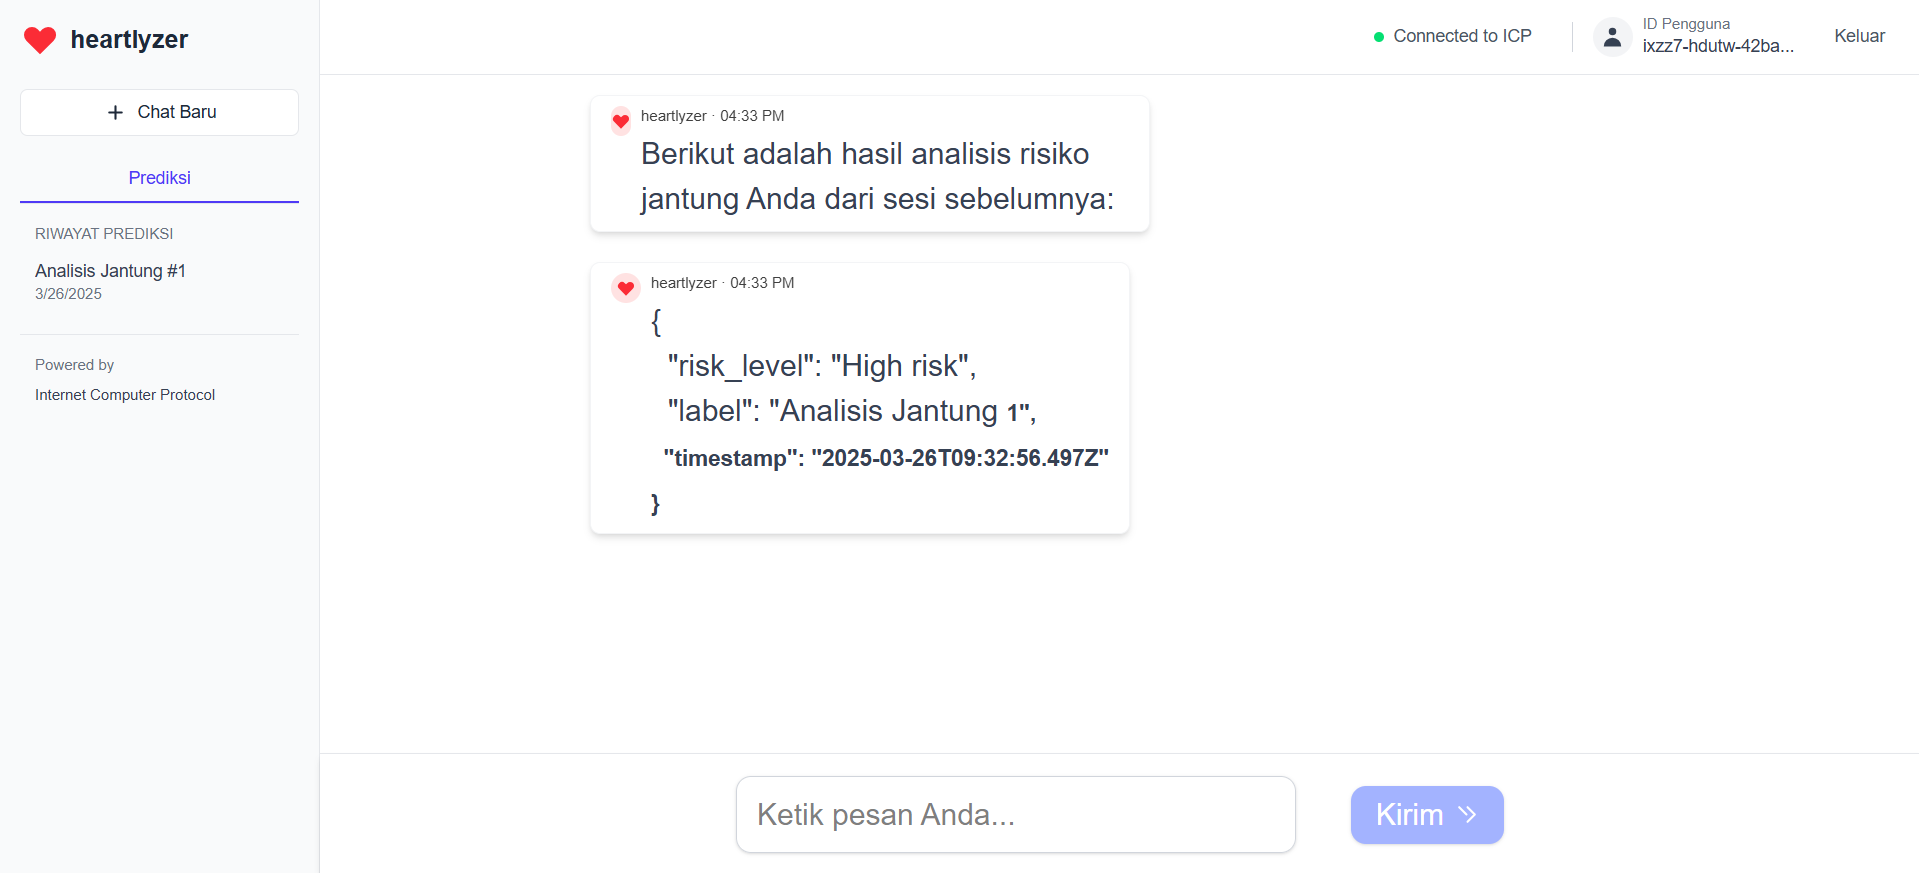 heartlyzer
Chat Baru
Prediksi
RIWAYAT PREDIKSI
Analisis Jantung #1
3/26/2025
Powered by
Internet Computer Protocol
Connected to ICP
ID Pengguna
ixzz7-hdutw-42ba...
Keluar
heartlyzer · 04:33 PM
Berikut adalah hasil analisis risiko
jantung Anda dari sesi sebelumnya:
heartlyzer · 04:33 PM
{
"risk_level": "High risk",
"label": "Analisis Jantung 1",
"timestamp": "2025-03-26T09:32:56.497Z"
}
Ketik pesan Anda...
Kirim